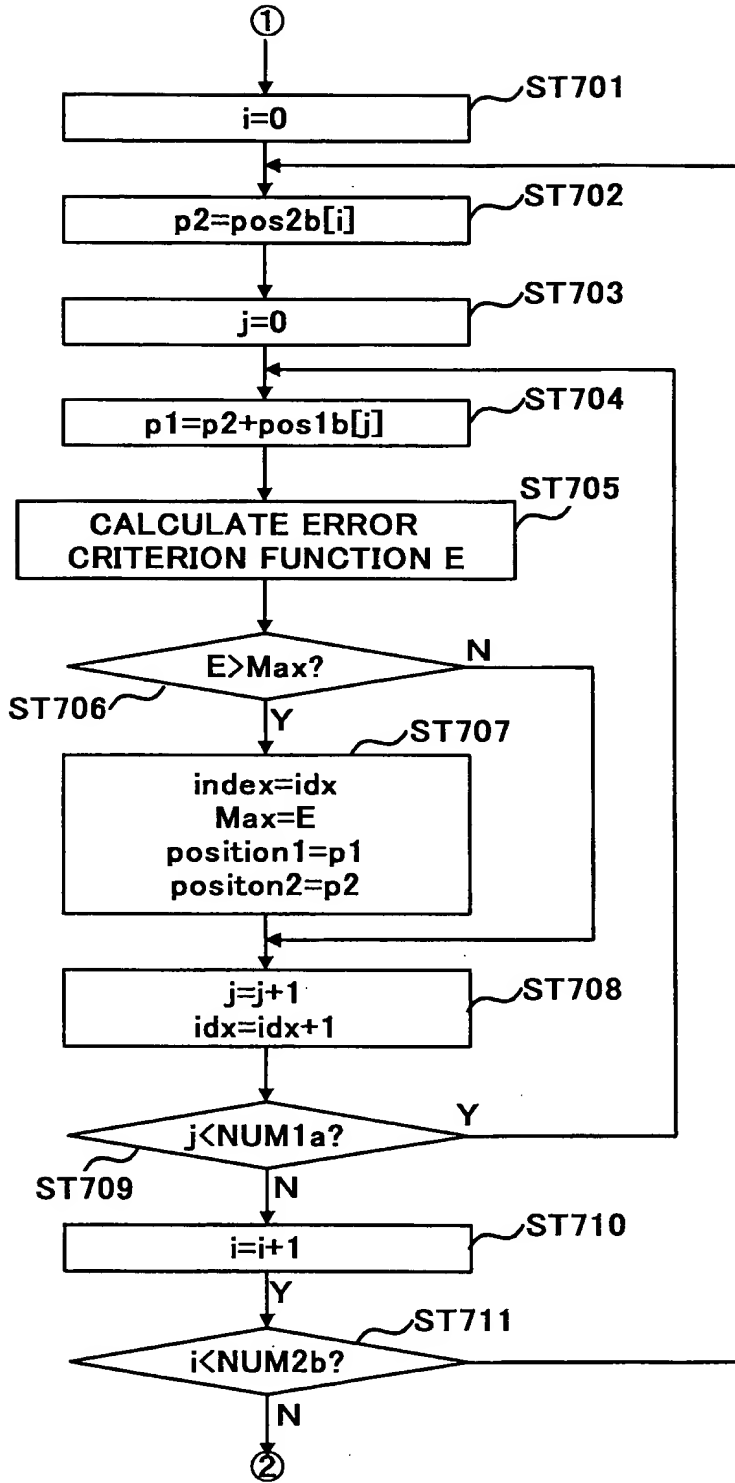 ①
ST701
i=0
ST702
p2=pos2b[i]
ST703
j=0
ST704
p1=p2+pos1b[j]
ST705
CALCULATE ERROR
CRITERION FUNCTION E
E>Max?
N
ST706
Y
ST707
index=idx
Max=E
position1=p1
positon2=p2
ST708
j=j+1
idx=idx+1
Y
j<NUM1a?
ST709
N
ST710
i=i+1
Y
ST711
i<NUM2b?
N
②